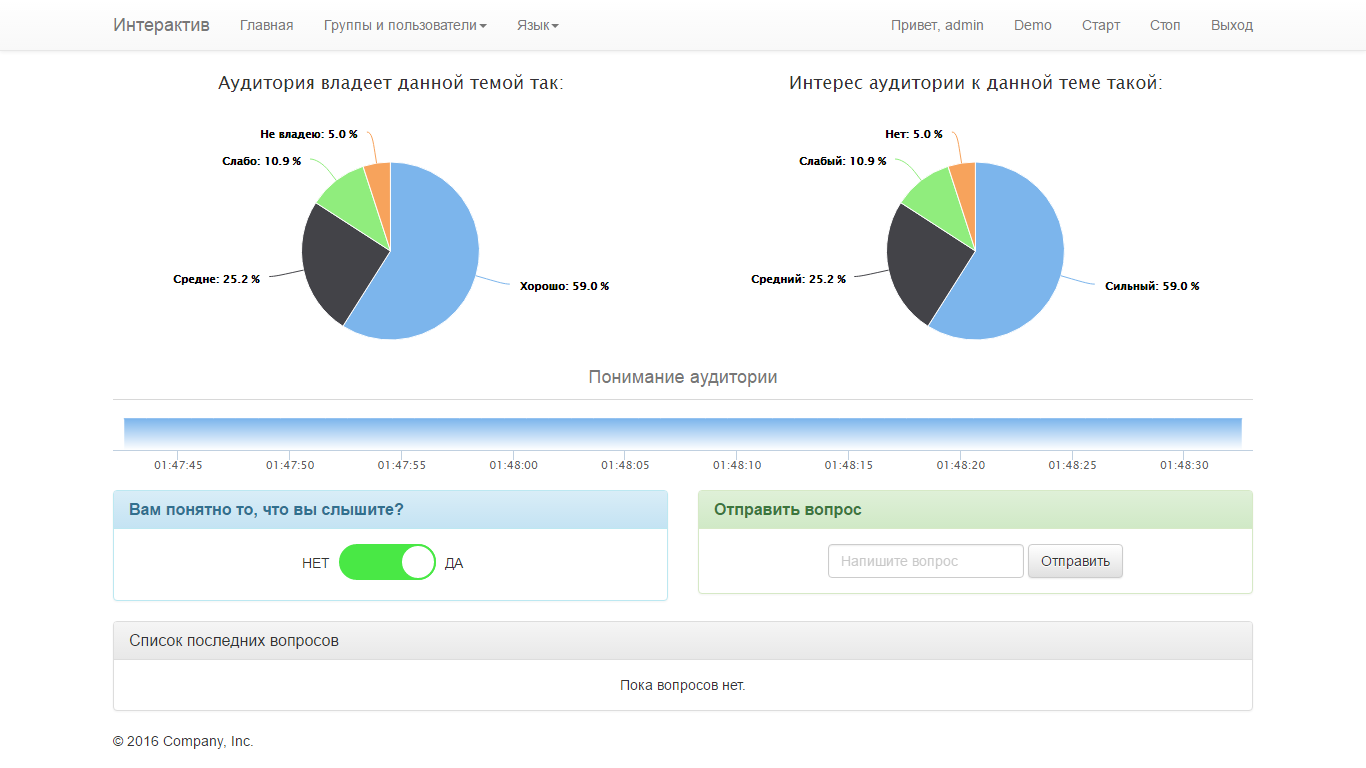 Интерактив Главная Группы и пользователи Язык Привет, admin Demo Старт Стоп Выход
Аудитория владеет данной темой так:
Не владею: 5.0 %
Слабо: 10.9 %
Средне: 25.2 %
Хорошо: 59.0 %
Интерес аудитории к данной теме такой:
Нет: 5.0 %
Слабый: 10.9 %
Средний: 25.2 %
Сильный: 59.0 %
Понимание аудитории
01:47:45 01:47:50 01:47:55 01:48:00 01:48:05 01:48:10 01:48:15 01:48:20 01:48:25 01:48:30
Вам понятно то, что вы слышите?
НЕТ ДА
Отправить вопрос
Напишите вопрос Отправить
Список последних вопросов
Пока вопросов нет.
© 2016 Company, Inc.